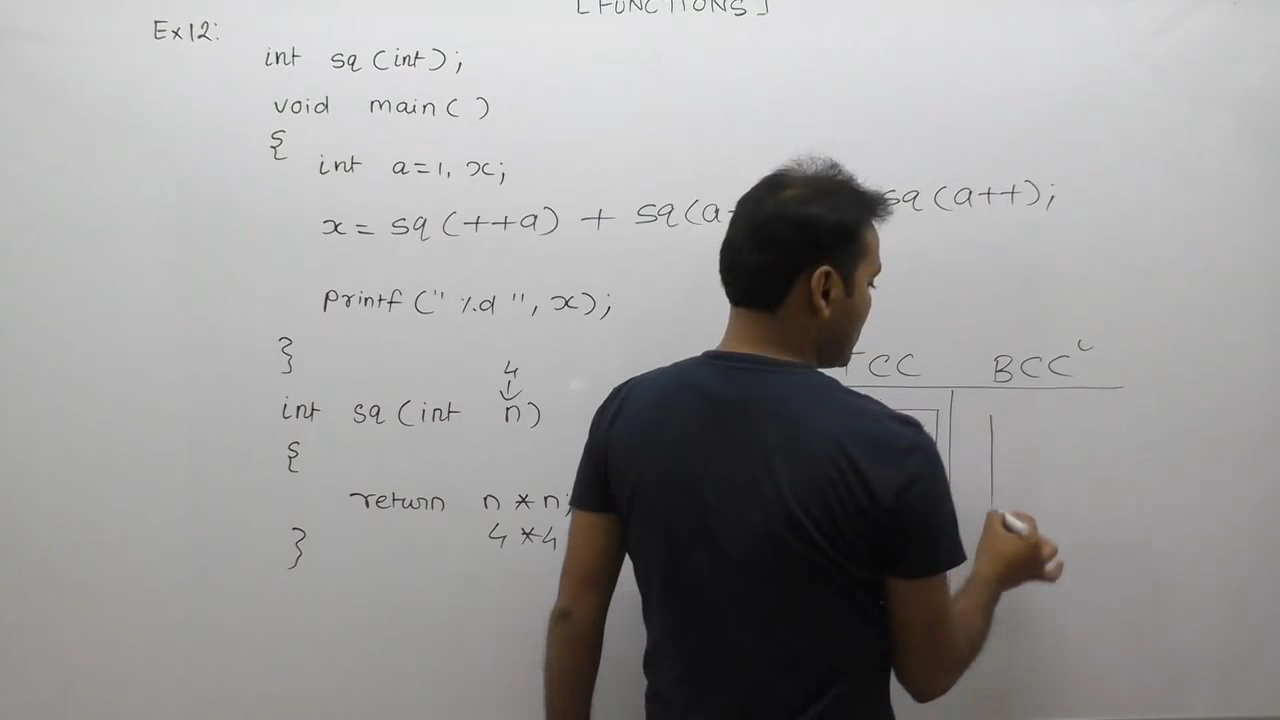 [FUNCTIONS]
Ex12:
int sq(int);
void main( )
{
int a=1, x;
x = sq(++a) + sq(a sq(a++);
printf("%d", x);
}
4
int sq(int n)
{
return n*n;
4*4
}
TCC BCC